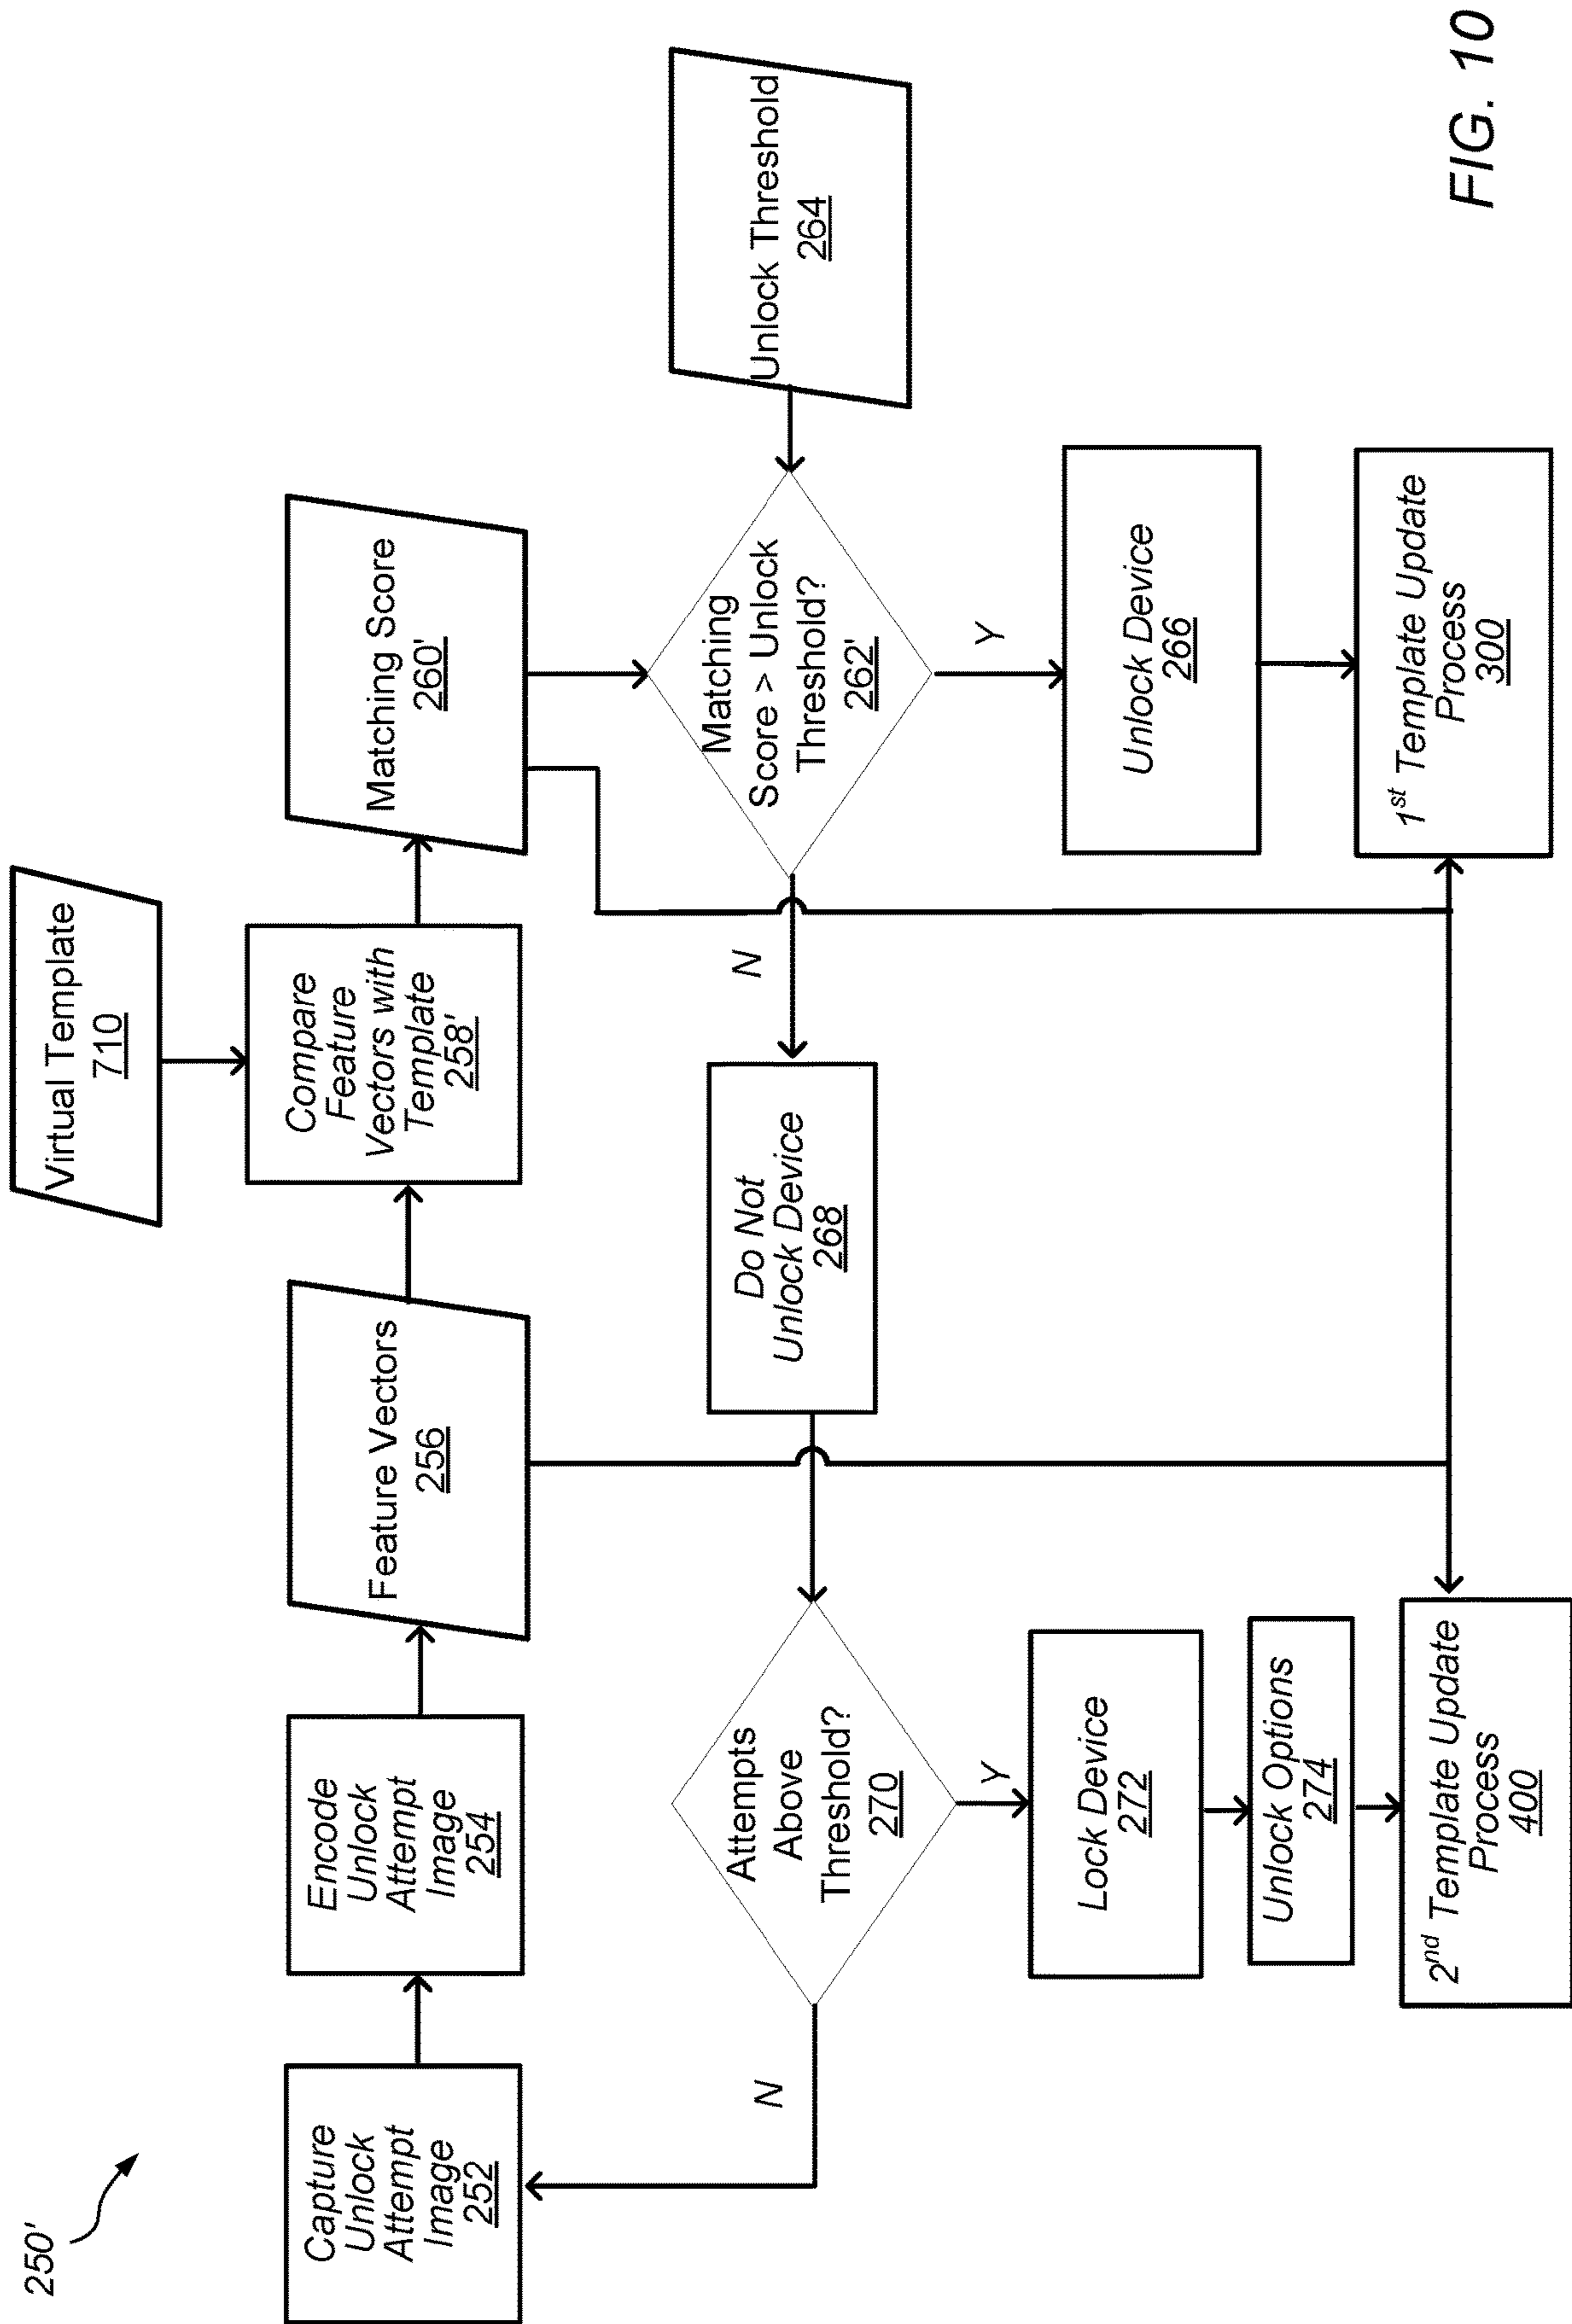 250'
Virtual Template
710
Capture
Unlock
Attempt
Image
252
Encode
Unlock
Attempt
Image
254
Feature Vectors
256
Compare
Feature
Vectors with
Template
258'
Matching Score
260'
Attempts
Above
Threshold?
270
N
Y
Do Not
Unlock Device
268
N
Matching
Score > Unlock
Threshold?
262'
Y
Unlock Threshold
264
Lock Device
272
Unlock Options
274
2nd Template Update
Process
400
Unlock Device
266
1st Template Update
Process
300
FIG. 10